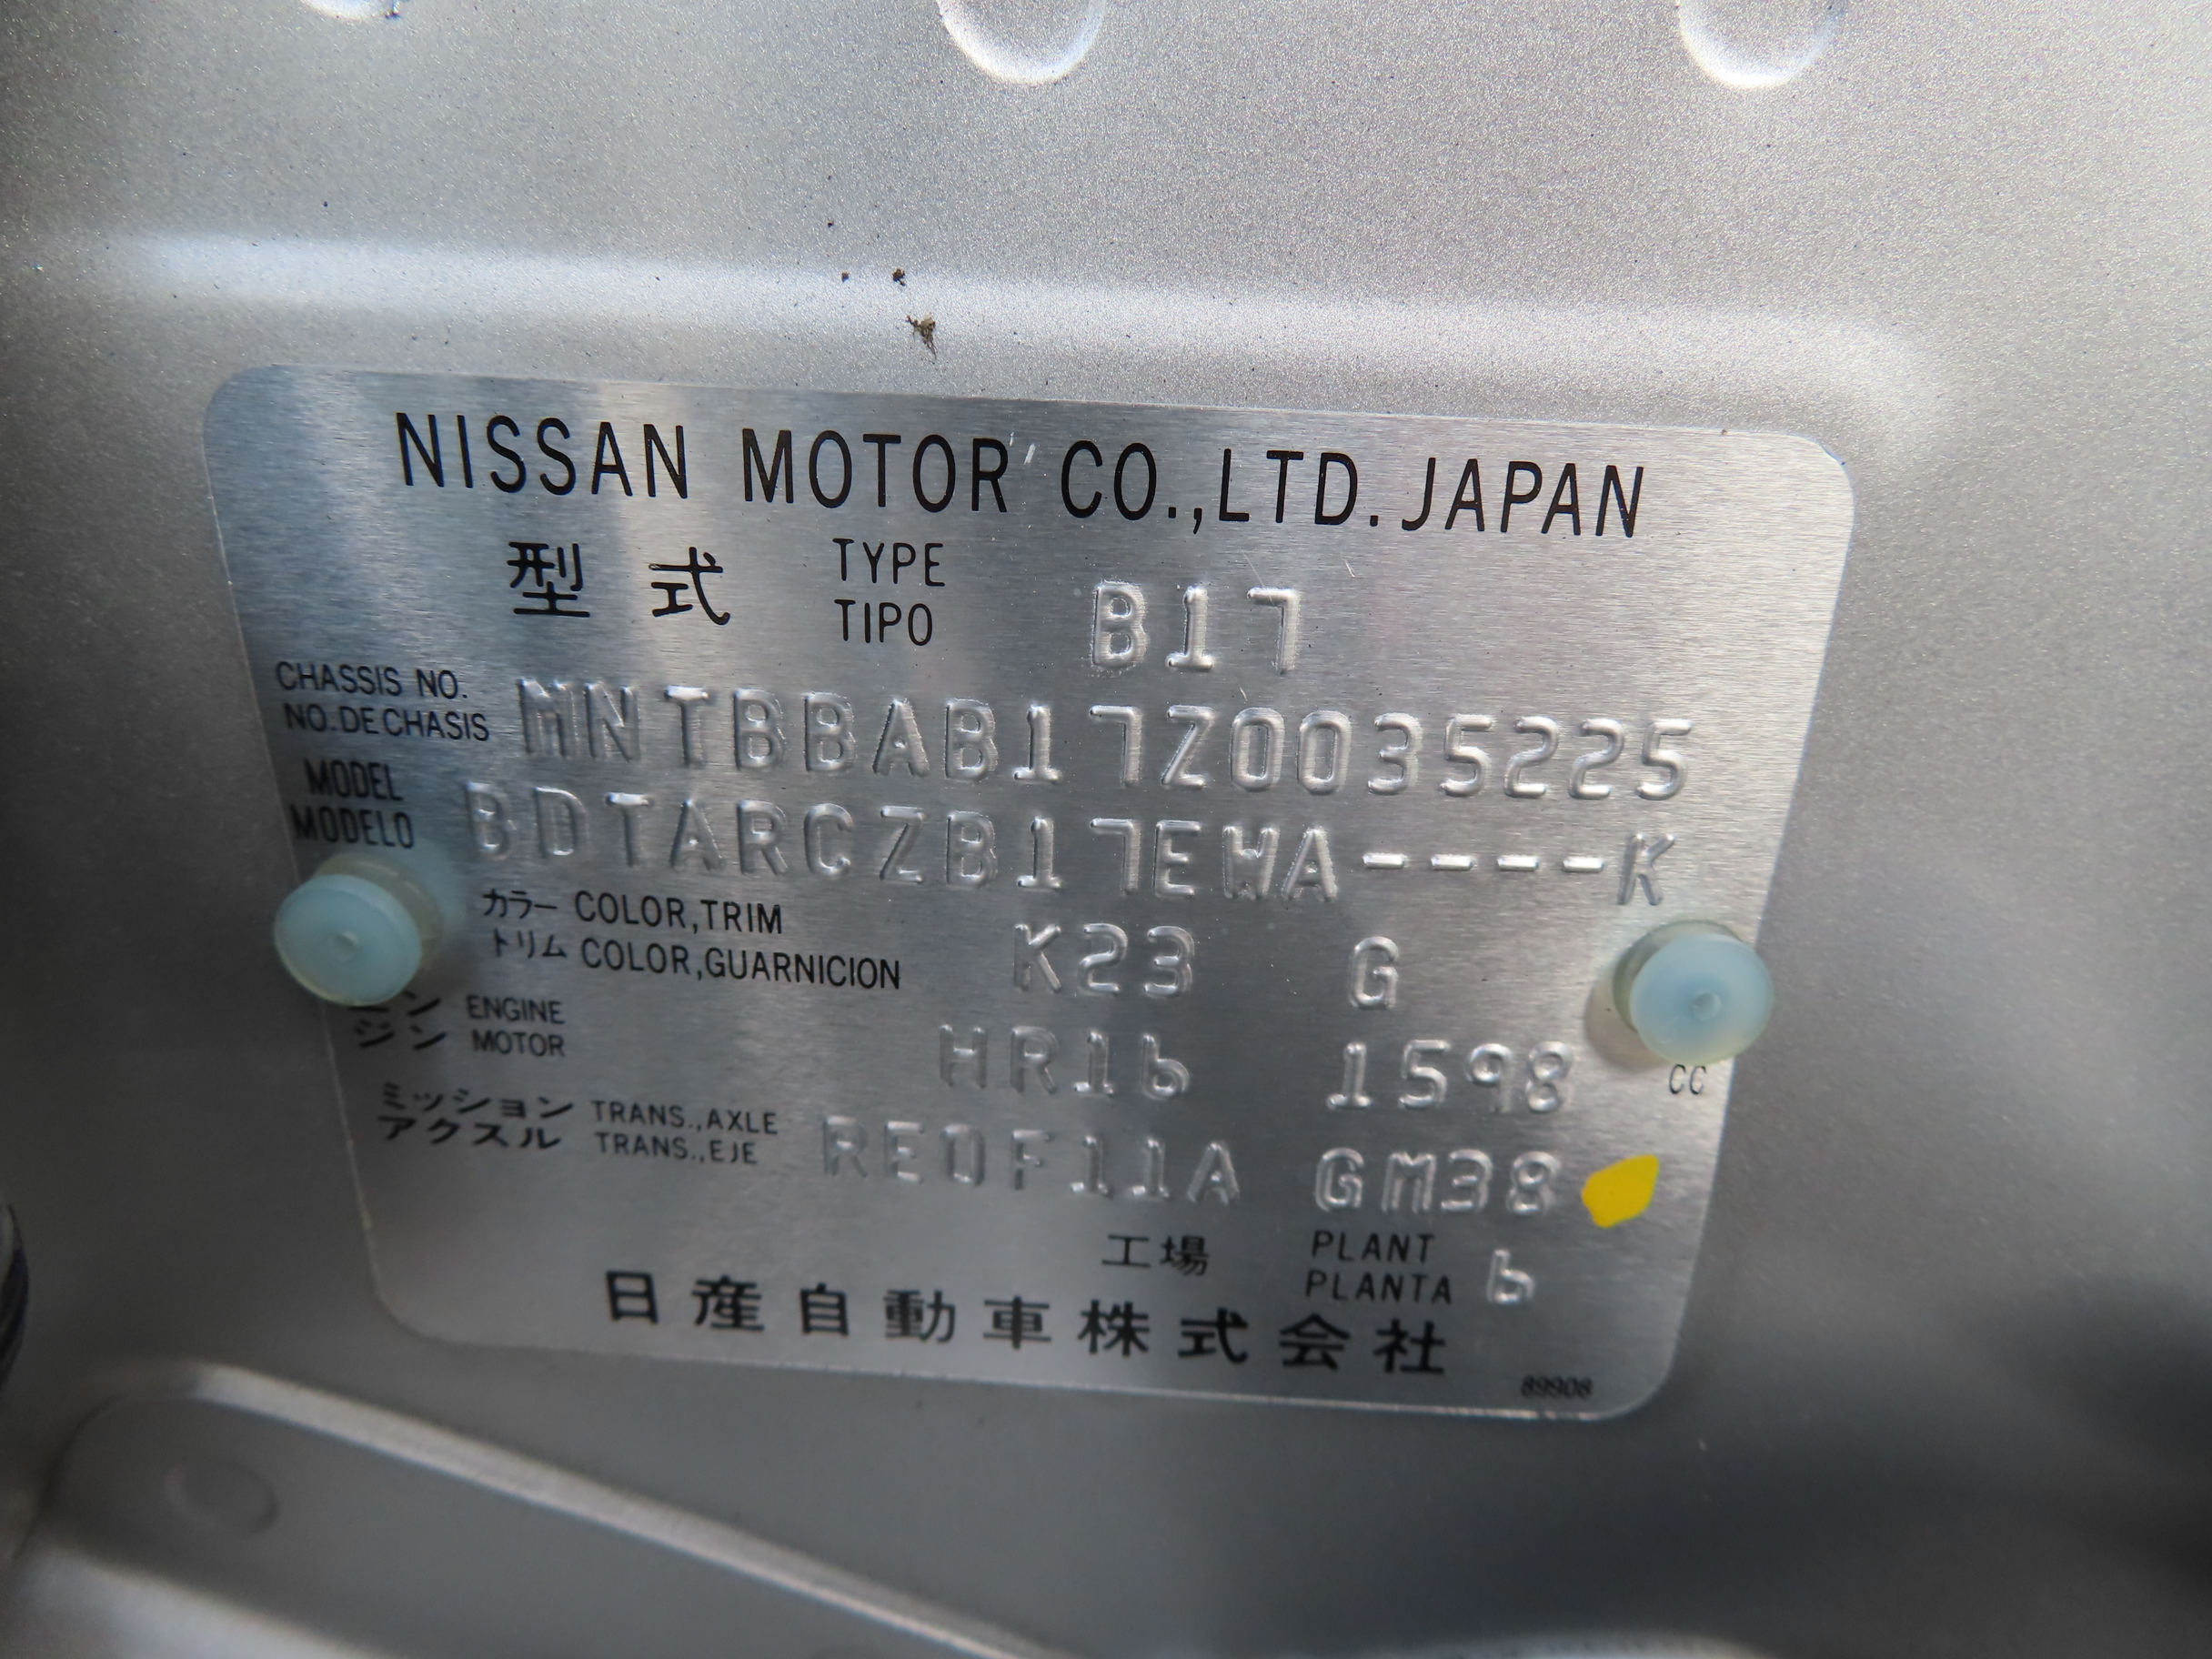 NISSAN MOTOR CO.,LTD. JAPAN
型式 TYPE TIPO B17
CHASSIS NO.
NO. DE CHASIS MNTBBAB17Z0035225
MODEL
MODELO BDTARCZB17EWA----K
カラー COLOR,TRIM
トリム COLOR,GUARNICION K23 G
ン ENGINE
ジン MOTOR HR16 1598 CC
ミッション TRANS.,AXLE
アクスル TRANS.,EJE RE0F11A GM38
工場 PLANT PLANTA 6
日産自動車株式会社
89908